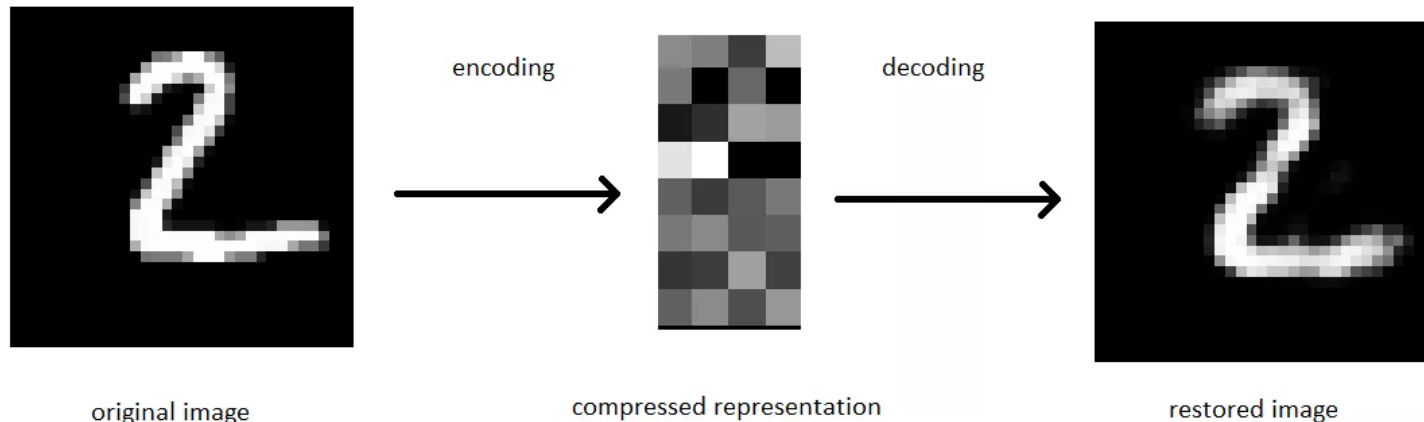 encoding
decoding
original image
compressed representation
restored image